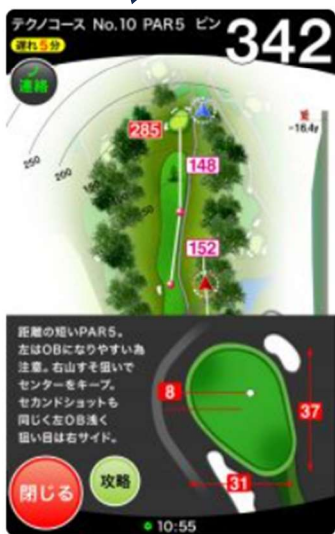 テクノコース No.10 PAR5 ピン 342
遅れ5分
連絡
285
148
-16.4y
250
200
150
152
距離の短いPAR5。
左はOBになりやすい為
注意。右山すそ狙いで
センターをキープ。
セカンドショットも
同じく左OB浅く
狙い目は右サイド。
8
37
31
閉じる
攻略
10:55